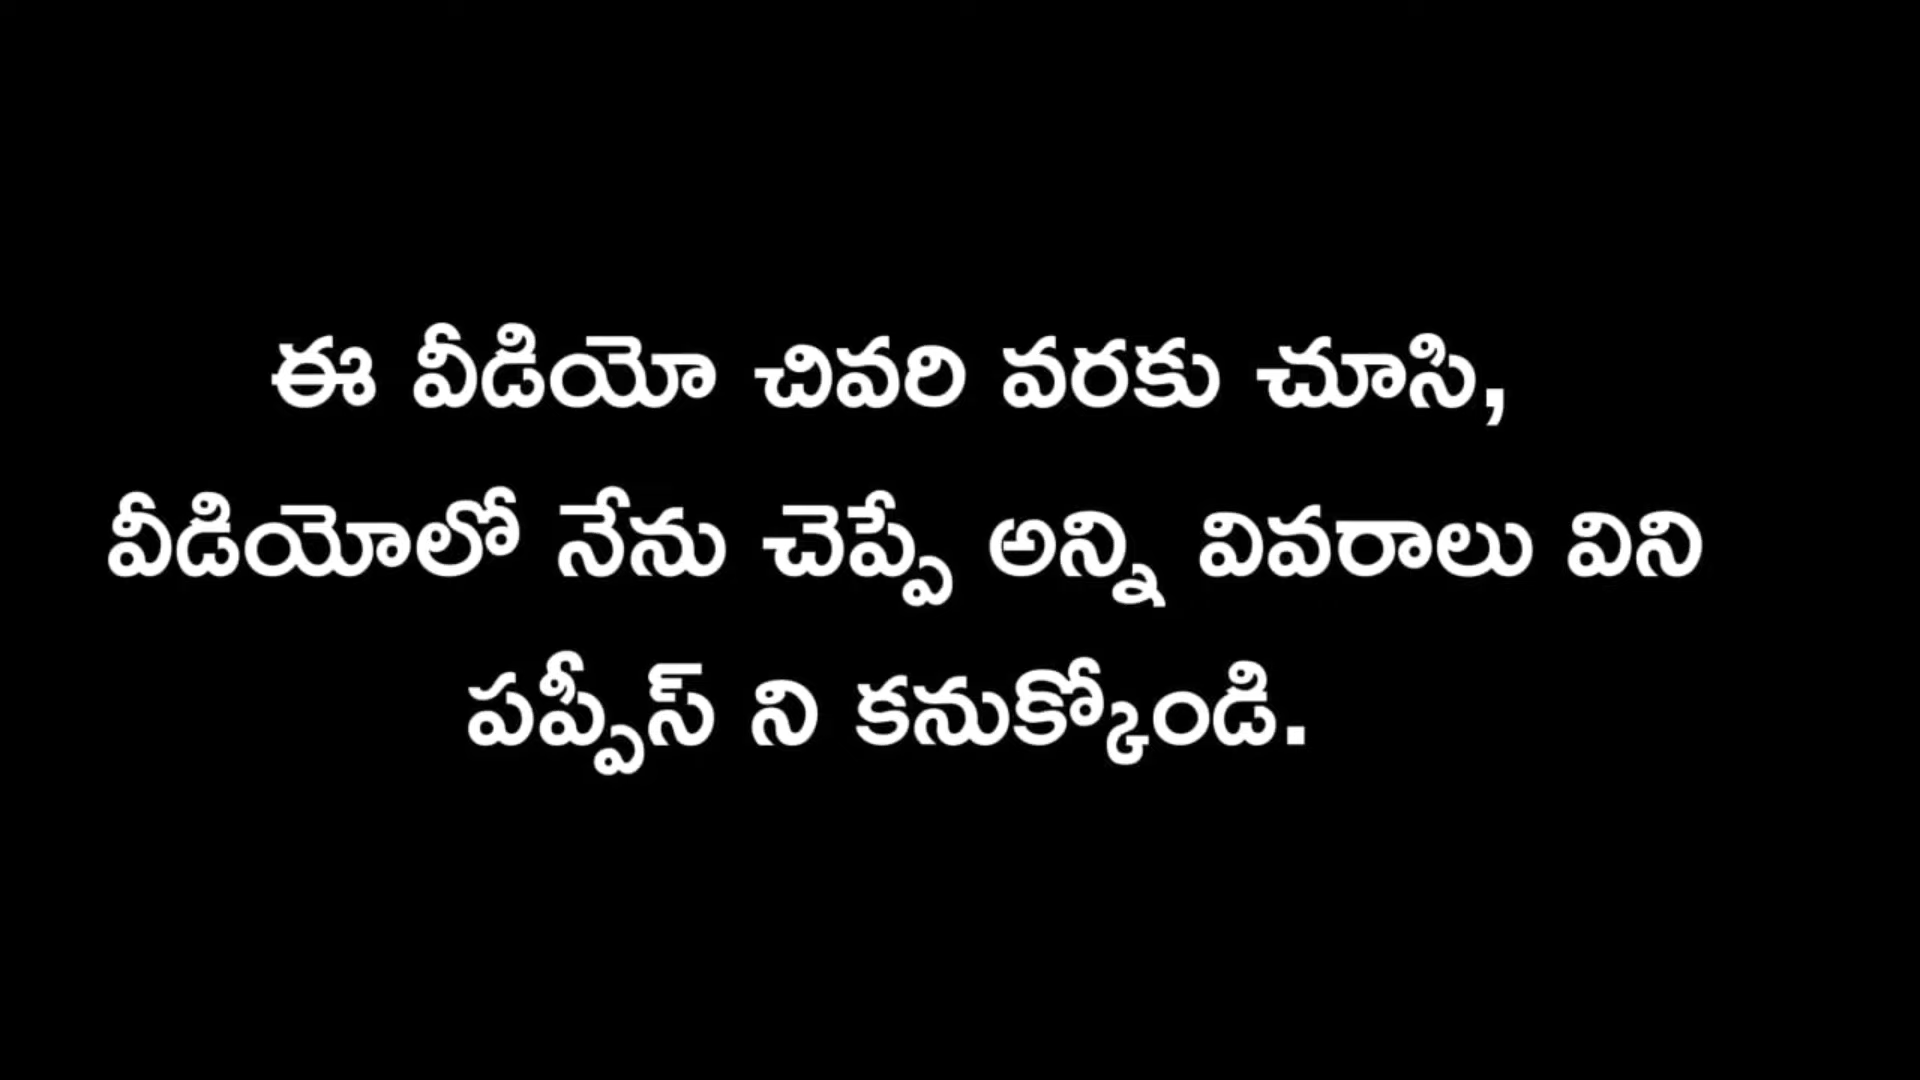 ఈ వీడియో చివరి వరకు చూసి,
వీడియోలో నేను చెప్పే అన్ని వివరాలు విని
పప్పీస్ ని కనుక్కోండి.